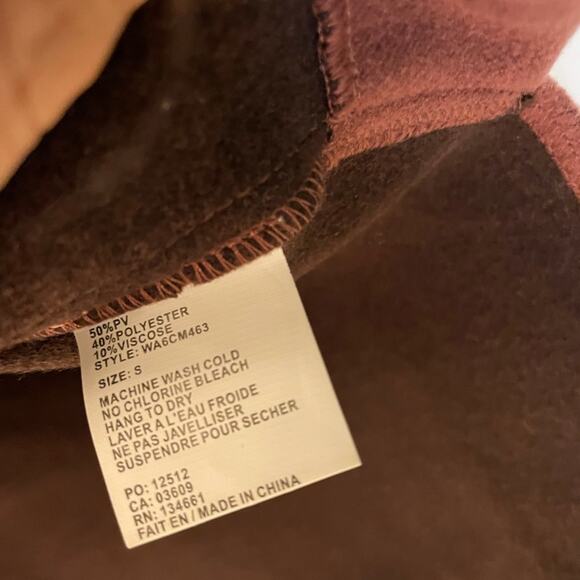 50%PV
40%POLYESTER
10%VISCOSE
STYLE: WA6CM463
SIZE: S
MACHINE WASH COLD
NO CHLORINE BLEACH
HANG TO DRY
LAVER A L'EAU FROIDE
NE PAS JAVELLISER
SUSPENDRE POUR SECHER
PO: 12512
CA: 03609
RN: 134661
FAIT EN / MADE IN CHINA